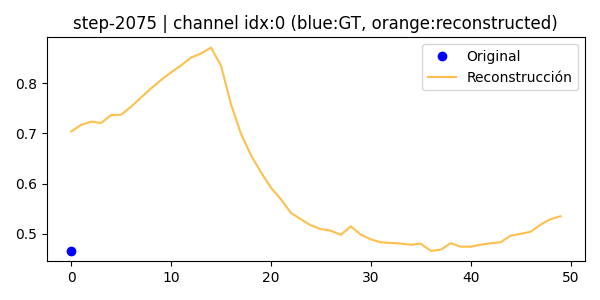 step-2075 | channel idx:0 (blue:GT, orange:reconstructed)
Original
Reconstrucción
0.8
0.7
0.6
0.5
0 10 20 30 40 50